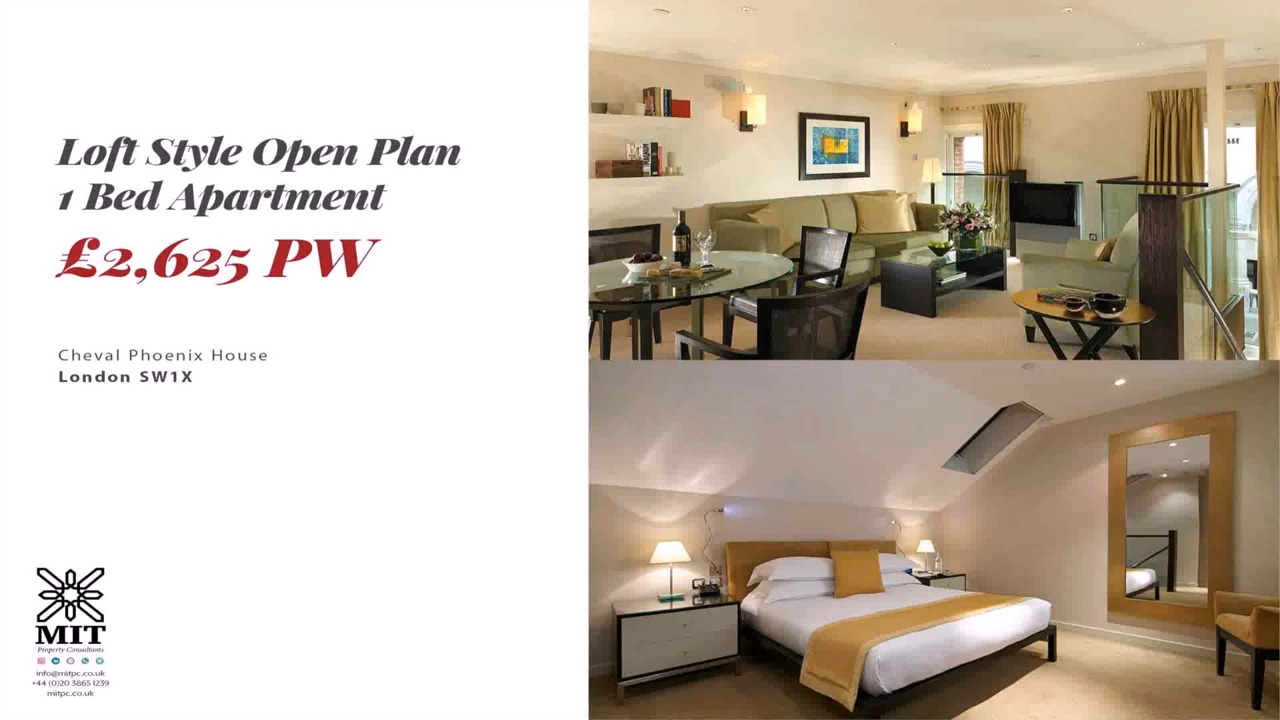 Loft Style Open Plan
1 Bed Apartment
£2,625 PW
Cheval Phoenix House
London SW1X
MIT
Property Consultants
info@mitpc.co.uk
+44 (0)20 3865 1239
mitpc.co.uk